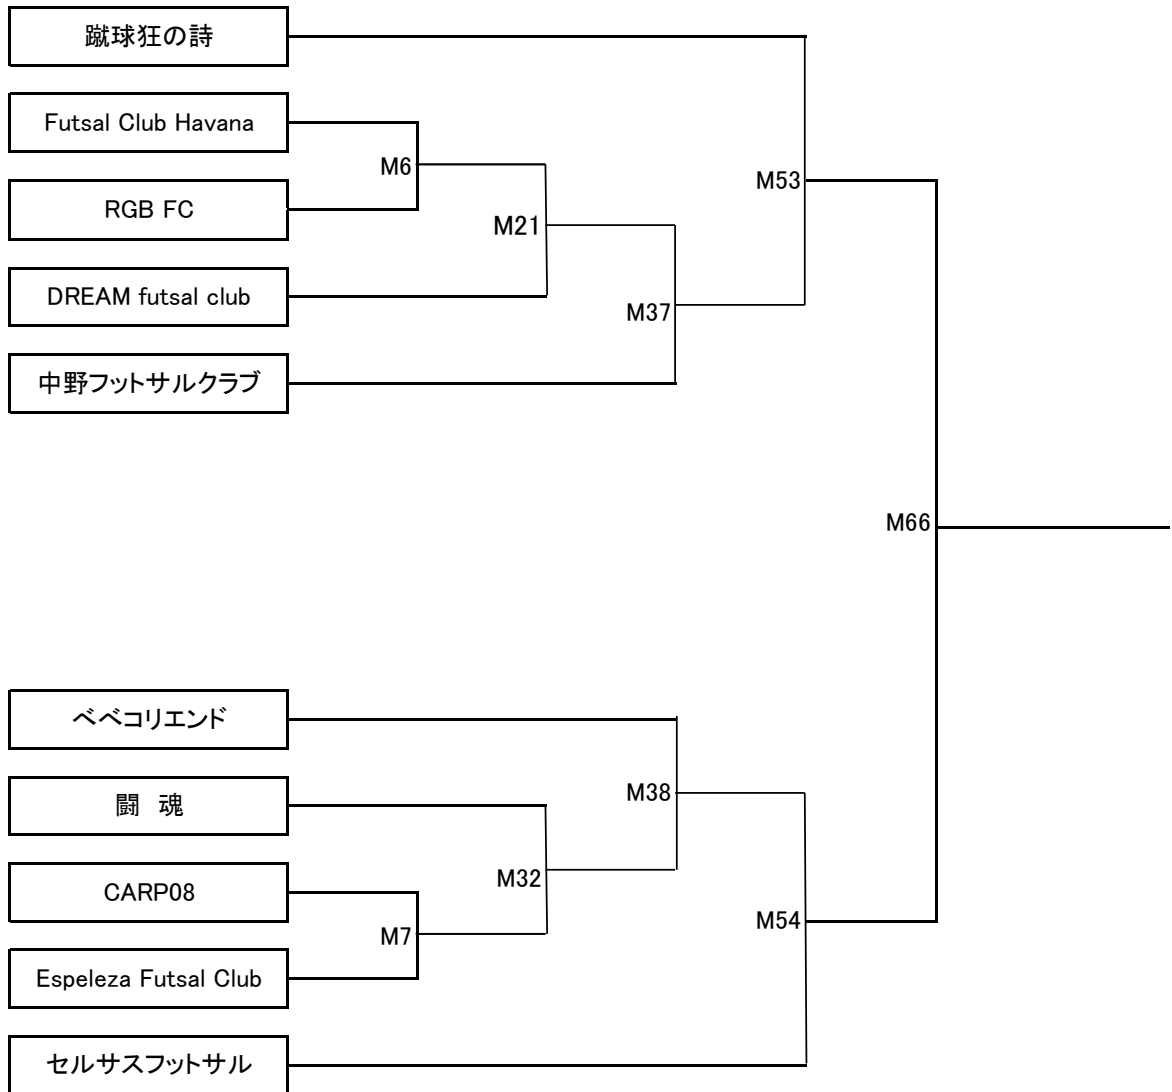 蹴球狂の詩
Futsal Club Havana
M6
M53
RGB FC
M21
DREAM futsal club
M37
中野フットサルクラブ
M66
ベベコリエンド
M38
闘 魂
M32
CARP08
M54
M7
Espeleza Futsal Club
セルサスフットサル